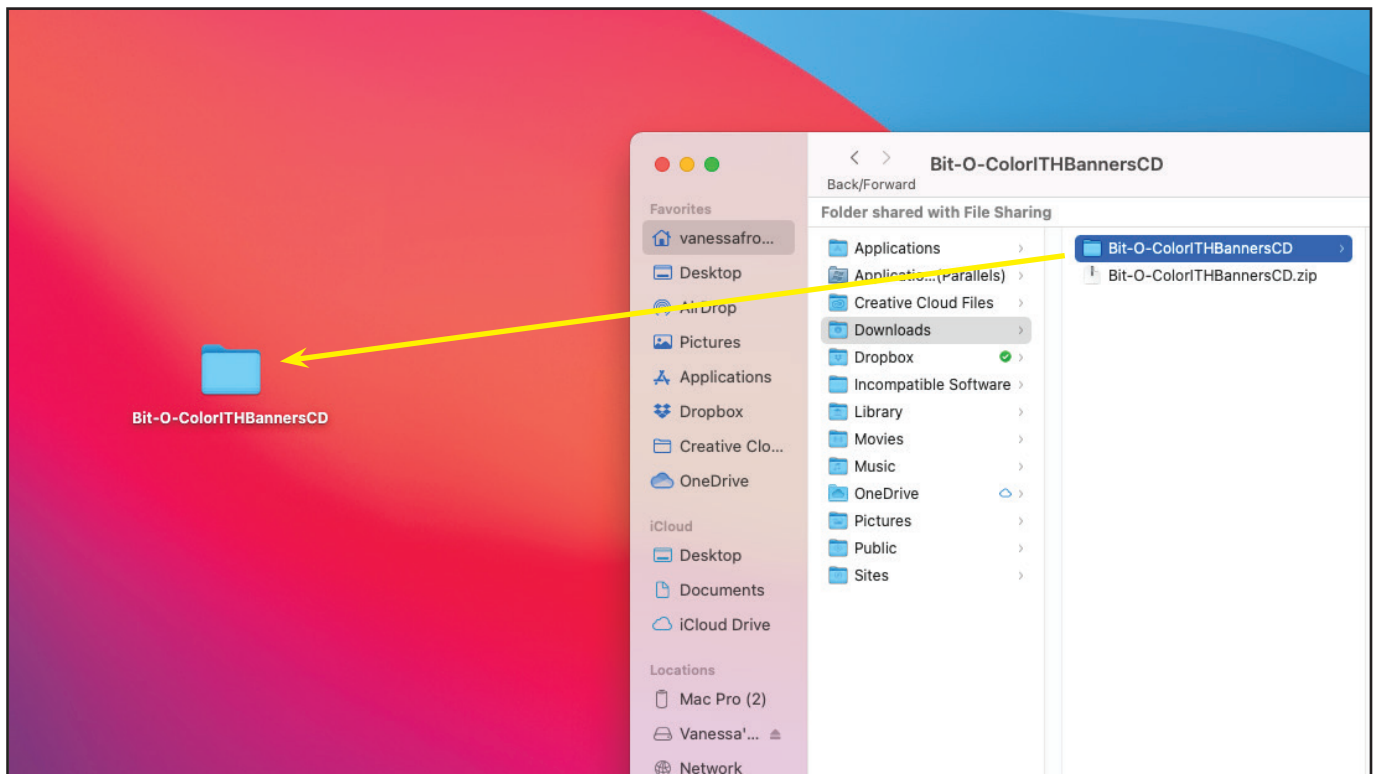 Bit-O-ColorITHBannersCD
Bit-O-ColorITHBannersCD
Back/Forward
Favorites
vanessafro...
Desktop
AirDrop
Pictures
Applications
Dropbox
Creative Clo...
OneDrive
iCloud
Desktop
Documents
iCloud Drive
Locations
Mac Pro (2)
Vanessa'...
Network
Folder shared with File Sharing
Applications
Applicatio...(Parallels)
Creative Cloud Files
Downloads
Dropbox
Incompatible Software
Library
Movies
Music
OneDrive
Pictures
Public
Sites
Bit-O-ColorITHBannersCD
Bit-O-ColorITHBannersCD.zip